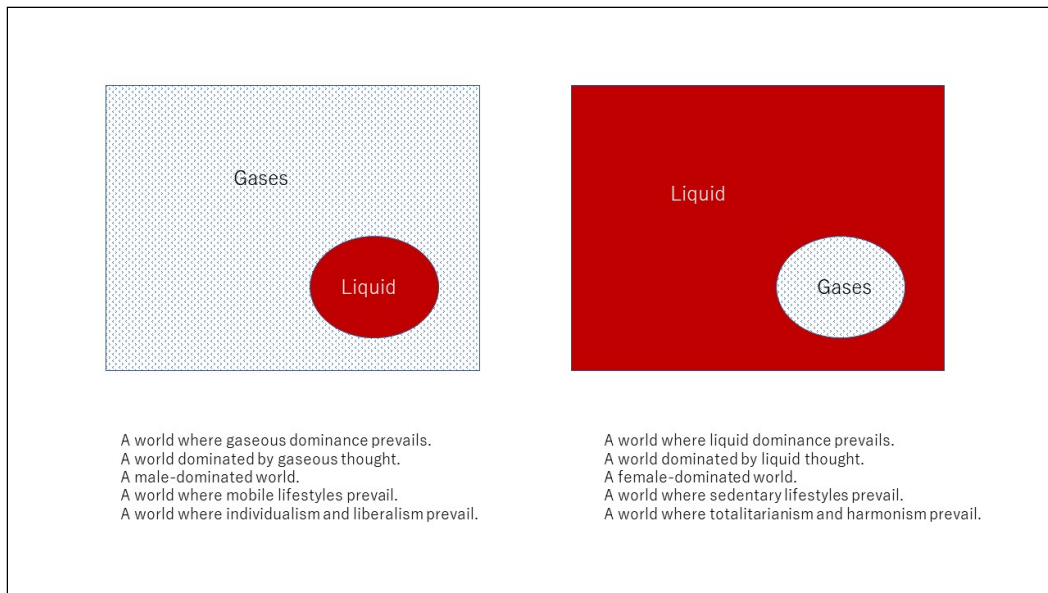 Gases
Liquid
A world where gaseous dominance prevails.
A world dominated by gaseous thought.
A male-dominated world.
A world where mobile lifestyles prevail.
A world where individualism and liberalism prevail.
Liquid
Gases
A world where liquid dominance prevails.
A world dominated by liquid thought.
A female-dominated world.
A world where sedentary lifestyles prevail.
A world where totalitarianism and harmonism prevail.